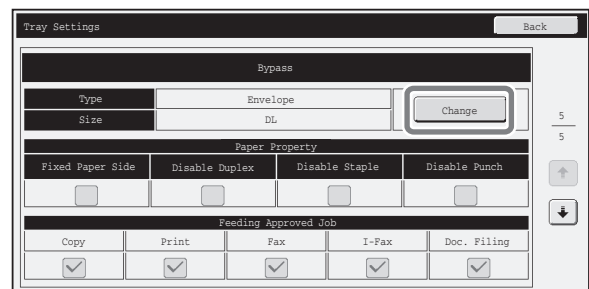 Tray Settings Back
Bypass
Type Envelope
Size DL
Change
5
5
Paper Property
Fixed Paper Side Disable Duplex Disable Staple Disable Punch
Feeding Approved Job
Copy Print Fax I-Fax Doc. Filing